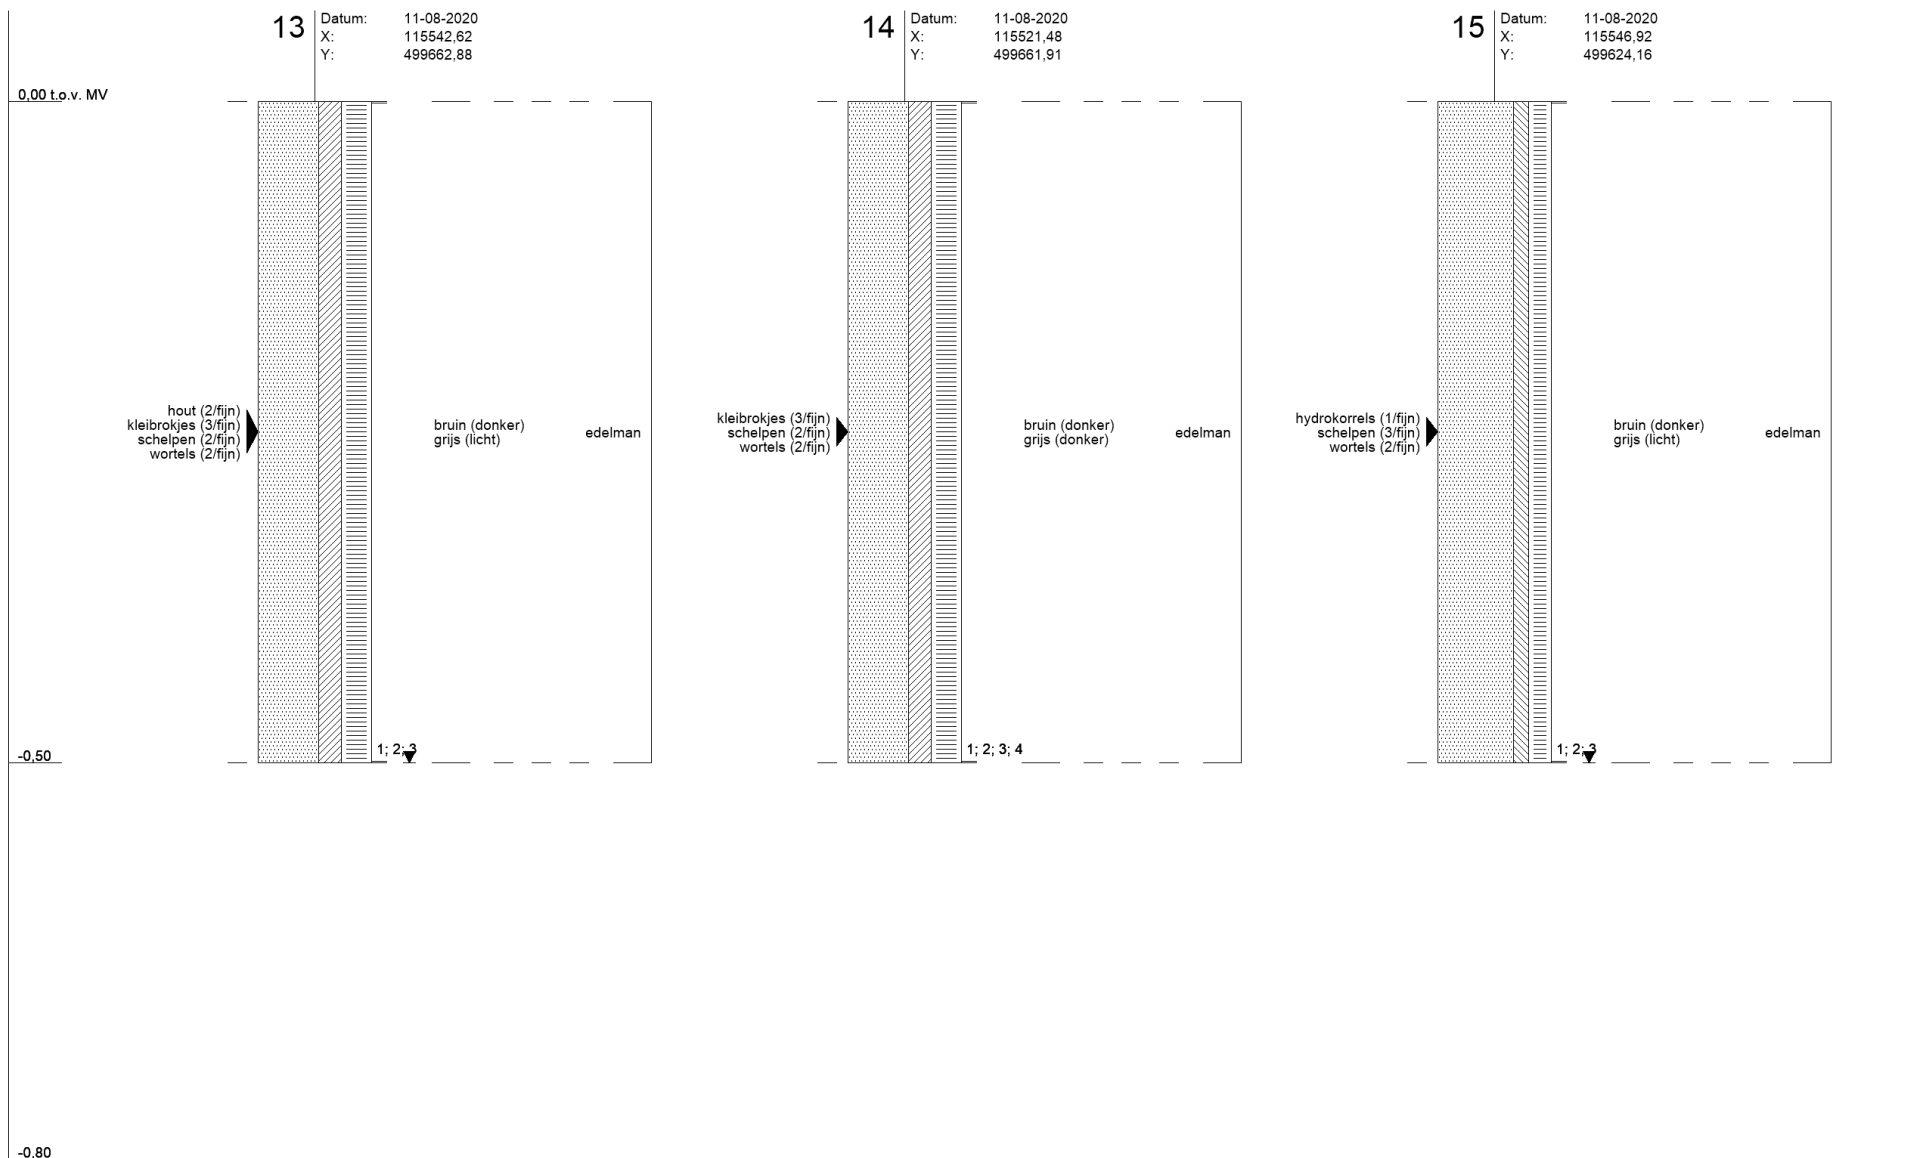 13
Datum: 11-08-2020
X: 115542,62
Y: 499662,88
14
Datum: 11-08-2020
X: 115521,48
Y: 499661,91
15
Datum: 11-08-2020
X: 115546,92
Y: 499624,16
0,00 t.o.v. MV
hout (2/fijn)
kleibrokjes (3/fijn)
schelpen (2/fijn)
wortels (2/fijn)
bruin (donker)
grijs (licht)
edelman
1; 2; 3
kleibrokjes (3/fijn)
schelpen (2/fijn)
wortels (2/fijn)
bruin (donker)
grijs (donker)
edelman
1; 2; 3; 4
hydrokorrels (1/fijn)
schelpen (3/fijn)
wortels (2/fijn)
bruin (donker)
grijs (licht)
edelman
1; 2; 3
-0,50
-0,80